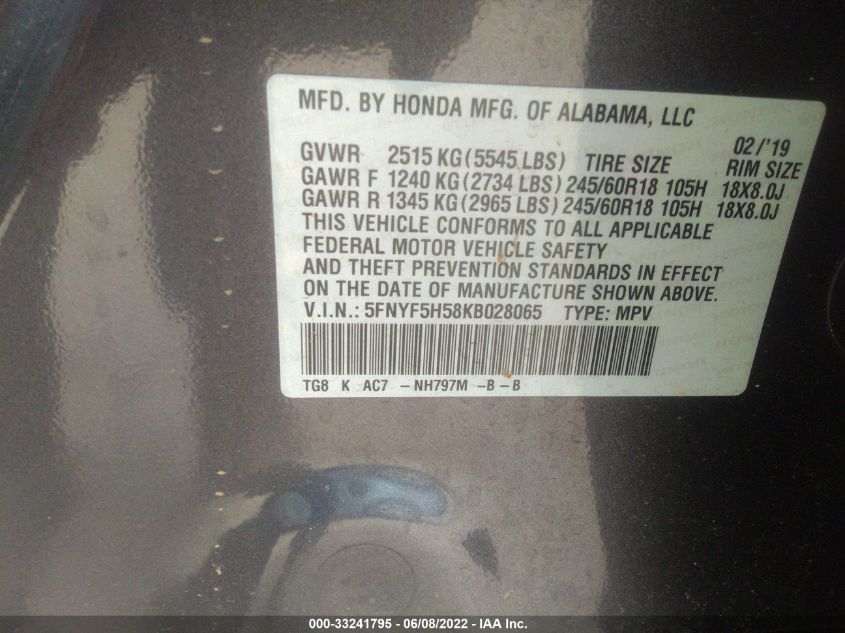 MFD. BY HONDA MFG. OF ALABAMA, LLC
02/'19
GVWR 2515 KG (5545 LBS) TIRE SIZE RIM SIZE
GAWR F 1240 KG (2734 LBS) 245/60R18 105H 18X8.0J
GAWR R 1345 KG (2965 LBS) 245/60R18 105H 18X8.0J
THIS VEHICLE CONFORMS TO ALL APPLICABLE
FEDERAL MOTOR VEHICLE SAFETY
AND THEFT PREVENTION STANDARDS IN EFFECT
ON THE DATE OF MANUFACTURE SHOWN ABOVE.
V.I.N.: 5FNYF5H58KB028065 TYPE: MPV
TG8 K AC7 -NH797M -B-B
000-33241795 - 06/08/2022 - IAA Inc.